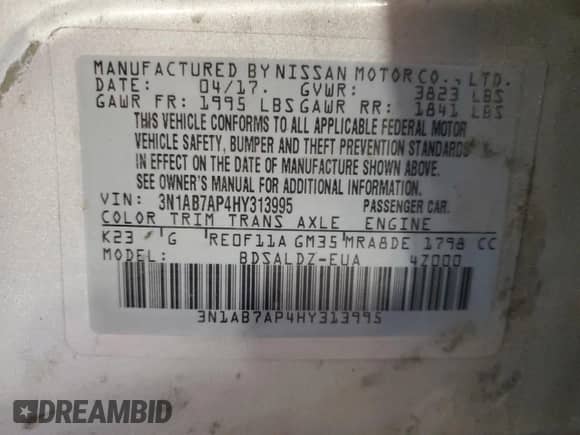 MANUFACTURED BY NISSAN MOTOR CO., LTD.
DATE: 04/17. GVWR: 3823 LBS
GAWR FR: 1995 LBS GAWR RR: 1841 LBS
THIS VEHICLE CONFORMS TO ALL APPLICABLE FEDERAL MOTOR
VEHICLE SAFETY, BUMPER AND THEFT PREVENTION STANDARDS
IN EFFECT ON THE DATE OF MANUFACTURE SHOWN ABOVE.
SEE OWNER'S MANUAL FOR ADDITIONAL INFORMATION.
VIN: 3N1AB7AP4HY313995 PASSENGER CAR.
COLOR TRIM TRANS AXLE ENGINE
K23 G RE0F11A GM35 MRA8DE 1798 CC
MODEL: BDSALDZ-EUA 4Z000
3N1AB7AP4HY313995
DREAMBID